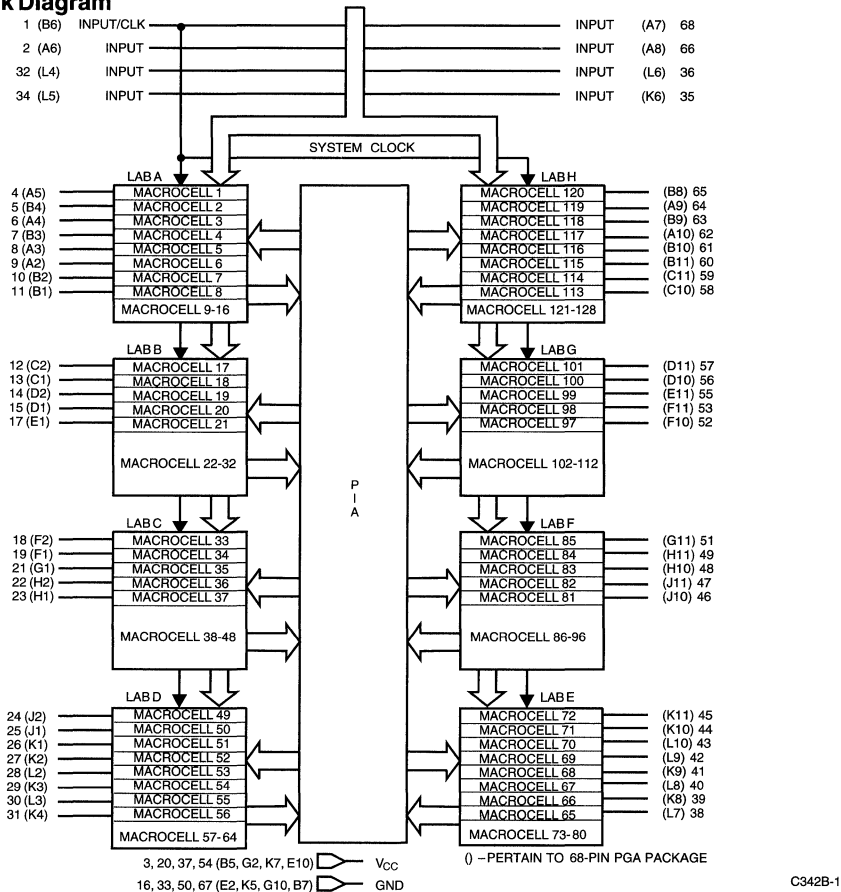 k Diagram
1 (B6) INPUT/CLK INPUT (A7) 68
2 (A6) INPUT INPUT (A8) 66
32 (L4) INPUT INPUT (L6) 36
34 (L5) INPUT INPUT (K6) 35
SYSTEM CLOCK
LAB A LAB H
4 (A5) MACROCELL 1 MACROCELL 120 (B8) 65
5 (B4) MACROCELL 2 MACROCELL 119 (A9) 64
6 (A4) MACROCELL 3 MACROCELL 118 (B9) 63
7 (B3) MACROCELL 4 MACROCELL 117 (A10) 62
8 (A3) MACROCELL 5 MACROCELL 116 (B10) 61
9 (A2) MACROCELL 6 MACROCELL 115 (B11) 60
10 (B2) MACROCELL 7 MACROCELL 114 (C11) 59
11 (B1) MACROCELL 8 MACROCELL 113 (C10) 58
MACROCELL 9-16 MACROCELL 121-128
LAB B LAB G
12 (C2) MACROCELL 17 MACROCELL 101 (D11) 57
13 (C1) MACROCELL 18 MACROCELL 100 (D10) 56
14 (D2) MACROCELL 19 MACROCELL 99 (E11) 55
15 (D1) MACROCELL 20 MACROCELL 98 (F11) 53
17 (E1) MACROCELL 21 MACROCELL 97 (F10) 52
MACROCELL 22-32 MACROCELL 102-112
P
I
A
LAB C LAB F
18 (F2) MACROCELL 33 MACROCELL 85 (G11) 51
19 (F1) MACROCELL 34 MACROCELL 84 (H11) 49
21 (G1) MACROCELL 35 MACROCELL 83 (H10) 48
22 (H2) MACROCELL 36 MACROCELL 82 (J11) 47
23 (H1) MACROCELL 37 MACROCELL 81 (J10) 46
MACROCELL 38-48 MACROCELL 86-96
LAB D LAB E
24 (J2) MACROCELL 49 MACROCELL 72 (K11) 45
25 (J1) MACROCELL 50 MACROCELL 71 (K10) 44
26 (K1) MACROCELL 51 MACROCELL 70 (L10) 43
27 (K2) MACROCELL 52 MACROCELL 69 (L9) 42
28 (L2) MACROCELL 53 MACROCELL 68 (K9) 41
29 (K3) MACROCELL 54 MACROCELL 67 (L8) 40
30 (L3) MACROCELL 55 MACROCELL 66 (K8) 39
31 (K4) MACROCELL 56 MACROCELL 65 (L7) 38
MACROCELL 57-64 MACROCELL 73-80
3, 20, 37, 54 (B5, G2, K7, E10) VCC () – PERTAIN TO 68-PIN PGA PACKAGE
16, 33, 50, 67 (E2, K5, G10, B7) GND
C342B-1